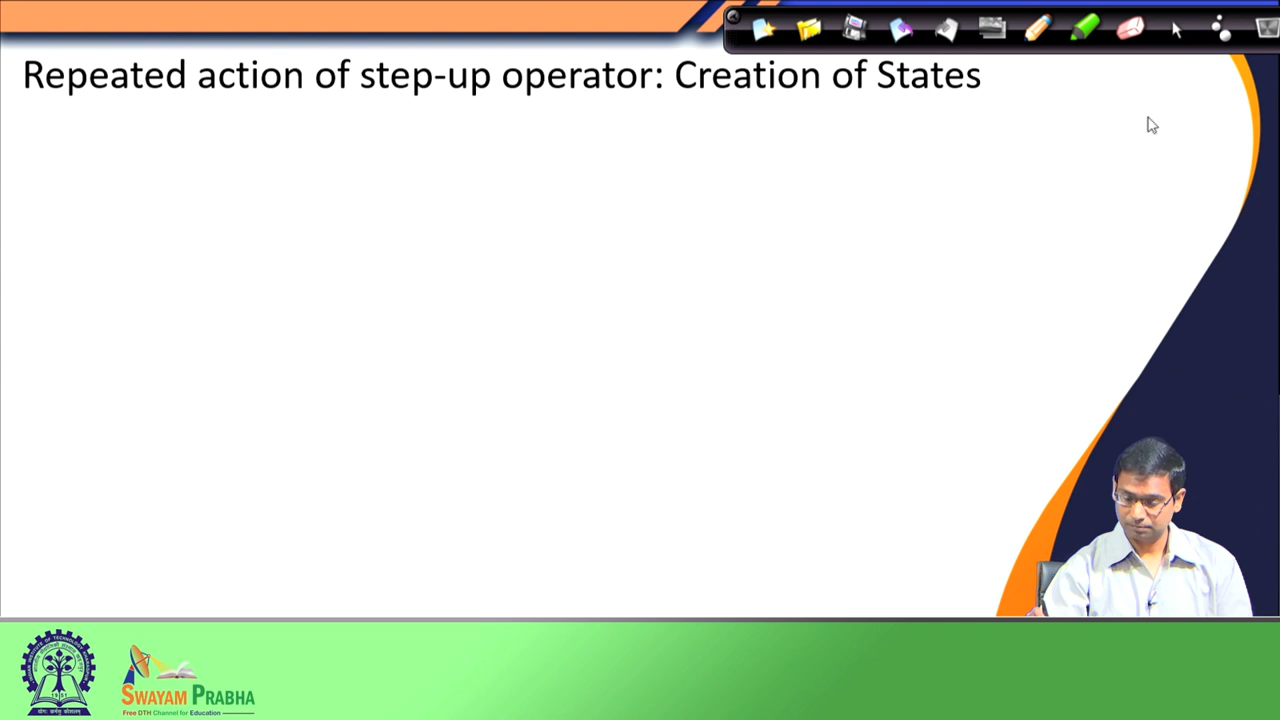 Repeated action of step-up operator: Creation of States
SWAYAM PRABHA
Free DTH Channel for Education